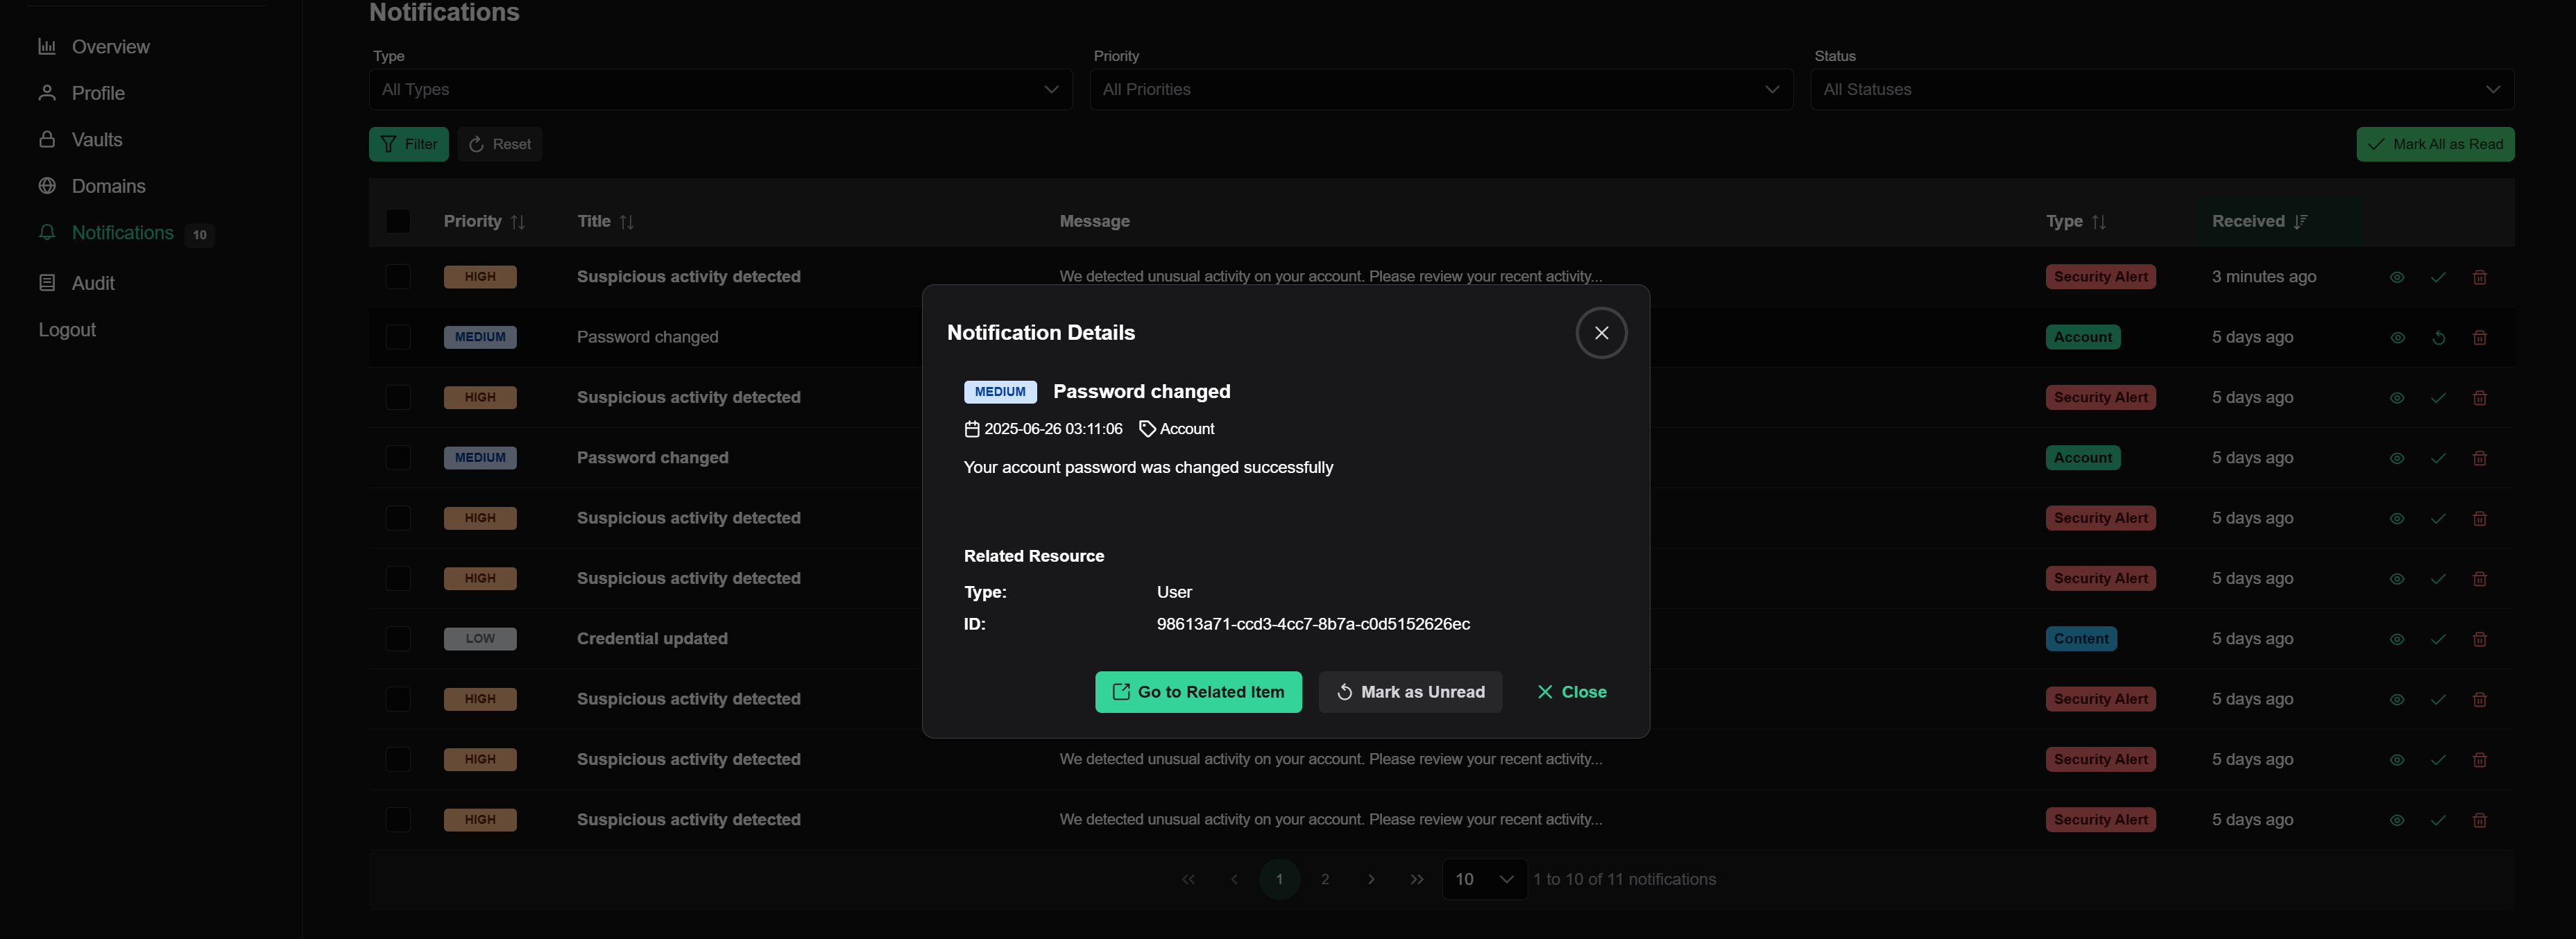 Notifications
Overview
Profile
Vaults
Domains
Notifications 10
Audit
Logout
Type
All Types
Priority
All Priorities
Status
All Statuses
Filter
Reset
Mark All as Read
Priority Title Message Type Received
HIGH Suspicious activity detected We detected unusual activity on your account. Please review your recent activity... Security Alert 3 minutes ago
MEDIUM Password changed Account 5 days ago
HIGH Suspicious activity detected Security Alert 5 days ago
MEDIUM Password changed Account 5 days ago
HIGH Suspicious activity detected Security Alert 5 days ago
HIGH Suspicious activity detected Security Alert 5 days ago
LOW Credential updated Content 5 days ago
HIGH Suspicious activity detected Security Alert 5 days ago
HIGH Suspicious activity detected We detected unusual activity on your account. Please review your recent activity... Security Alert 5 days ago
HIGH Suspicious activity detected We detected unusual activity on your account. Please review your recent activity... Security Alert 5 days ago
1 2 10 1 to 10 of 11 notifications
Notification Details
MEDIUM Password changed
2025-06-26 03:11:06 Account
Your account password was changed successfully
Related Resource
Type: User
ID: 98613a71-ccd3-4cc7-8b7a-c0d5152626ec
Go to Related Item
Mark as Unread
Close